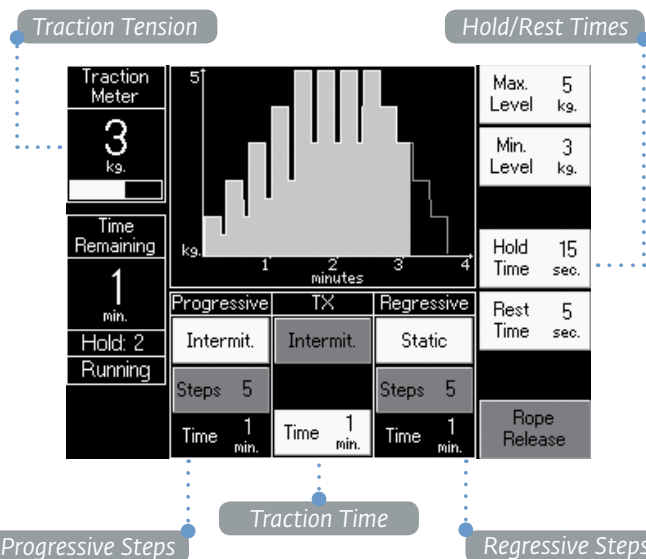 Traction Tension
Hold/Rest Times
Traction
Meter
3
kg.
Time
Remaining
1
min.
Hold: 2
Running
5
kg.
1 2 3 4
minutes
Progressive TX Regressive
Intermit. Intermit. Static
Steps 5 Steps 5
Time 1 min. Time 1 min. Time 1 min.
Max. 5
Level kg.
Min. 3
Level kg.
Hold 15
Time sec.
Rest 5
Time sec.
Rope
Release
Traction Time
Progressive Steps
Regressive Steps